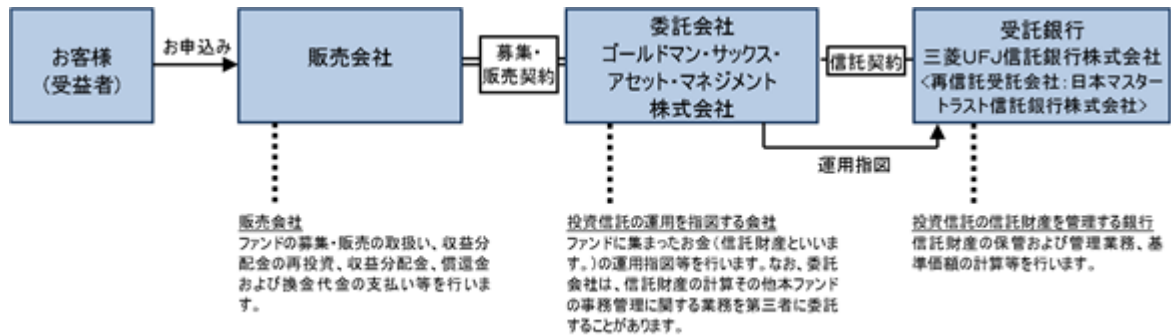 お客様
(受益者)
お申込み
販売会社
募集・
販売契約
委託会社
ゴールドマン・サックス・
アセット・マネジメント
株式会社
信託契約
受託銀行
三菱UFJ信託銀行株式会社
<再信託受託会社：日本マスター
トラスト信託銀行株式会社>
運用指図
販売会社
ファンドの募集・販売の取扱い、収益分
配金の再投資、収益分配金、償還金
および換金代金の支払い等を行いま
す。
投資信託の運用を指図する会社
ファンドに集まったお金(信託財産といいま
す。)の運用指図等を行います。なお、委託
会社は、信託財産の計算その他本ファンド
の事務管理に関する業務を第三者に委託
することがあります。
投資信託の信託財産を管理する銀行
信託財産の保管および管理業務、基
準価額の計算等を行います。